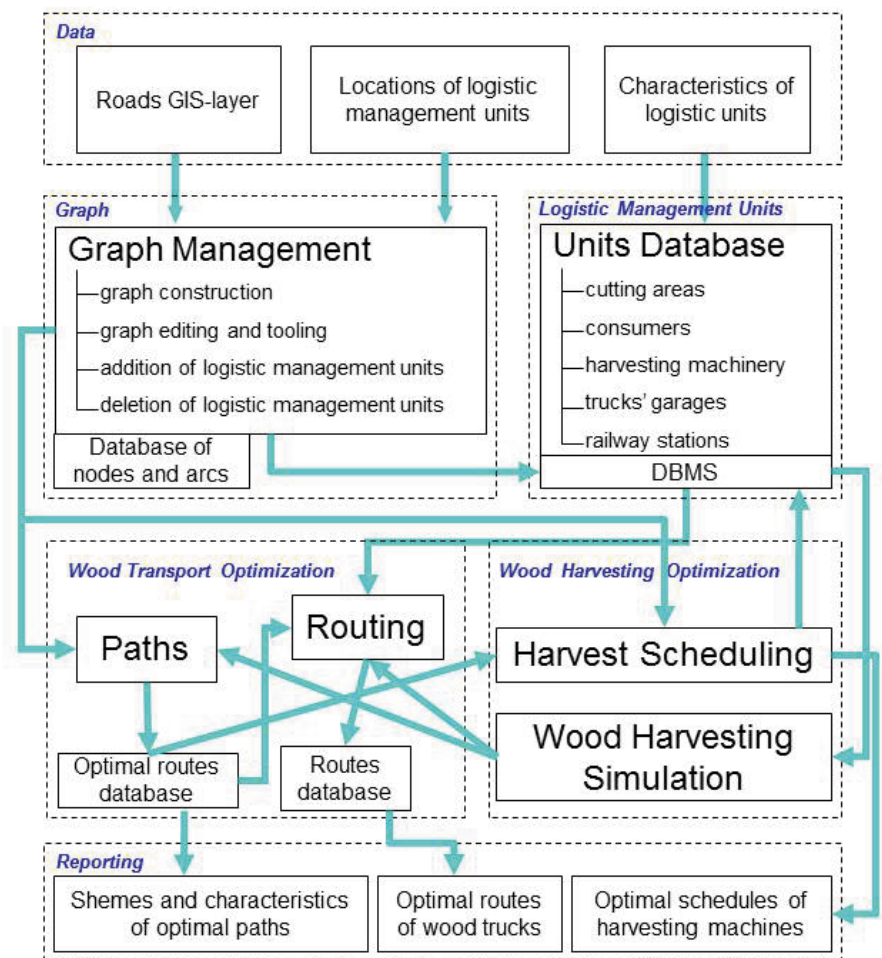 Data
Roads GIS-layer
Locations of logistic
management units
Characteristics of
logistic units
Graph
Graph Management
graph construction
graph editing and tooling
addition of logistic management units
deletion of logistic management units
Database of
nodes and arcs
Logistic Management Units
Units Database
cutting areas
consumers
harvesting machinery
trucks' garages
railway stations
DBMS
Wood Transport Optimization
Paths
Routing
Optimal routes
database
Routes
database
Wood Harvesting Optimization
Harvest Scheduling
Wood Harvesting
Simulation
Reporting
Shemes and characteristics
of optimal paths
Optimal routes
of wood trucks
Optimal schedules of
harvesting machines